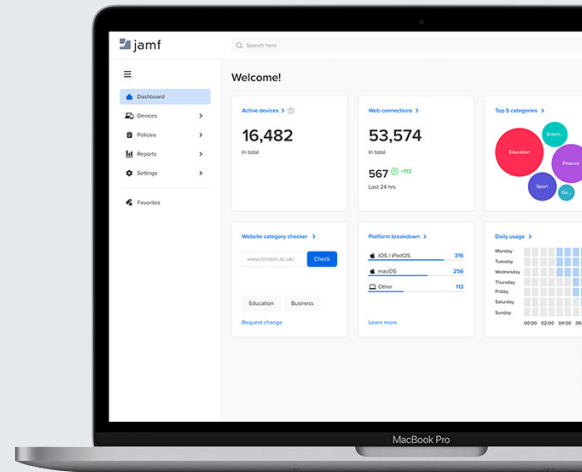 jamf
Search here
Welcome!
Dashboard
Devices
Policies
Reports
Settings
Favorites
Active devices
16,482
In total
Web connections
53,574
In total
567 +113
Last 24 hrs
Top 5 categories
Education
Entert...
Finance
Sport
Ga...
Website category checker
www.london.ac.uk/
Check
Education Business
Request change
Platform breakdown
iOS / iPadOS 316
macOS 256
Other 113
Learn more
Daily usage
Monday
Tuesday
Wednesday
Thursday
Friday
Saturday
Sunday
00:00 02:00 04:00 06
MacBook Pro